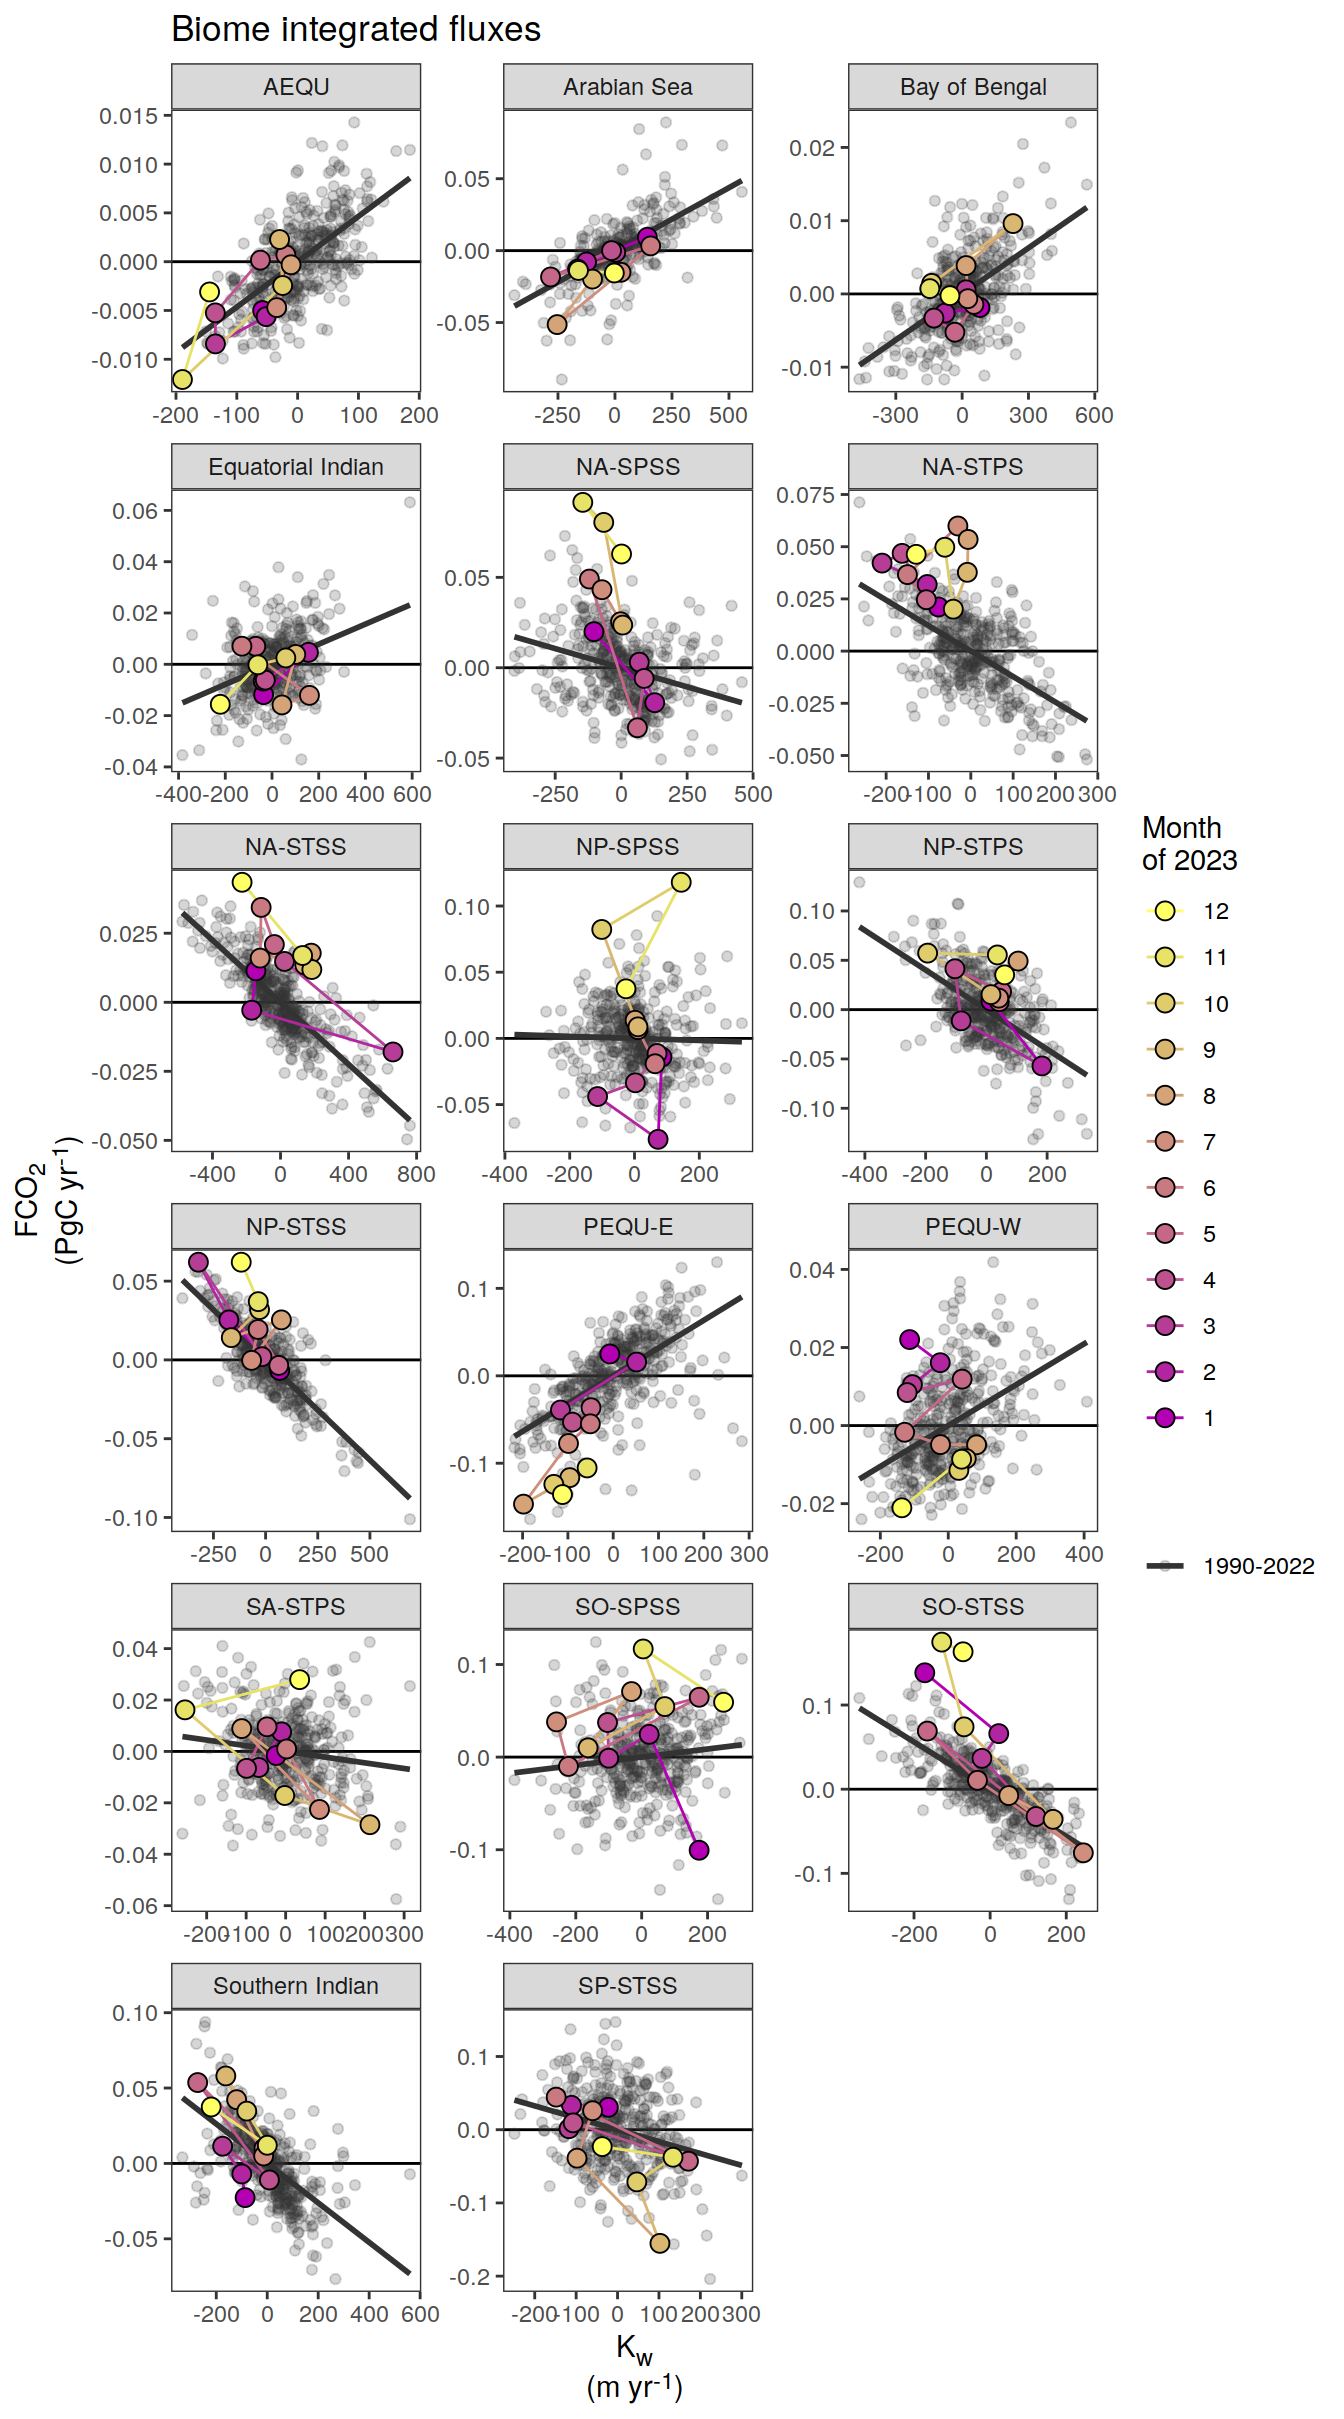 Biome integrated fluxes
AEQU
Arabian Sea
Bay of Bengal
0.015
0.010
0.005
0.000
-0.005
-0.010
-200 -100 0 100 200
0.05
0.00
-0.05
-250 0 250 500
0.02
0.01
0.00
-0.01
-300 0 300 600
Equatorial Indian
NA-SPSS
NA-STPS
0.06
0.04
0.02
0.00
-0.02
-0.04
-400 -200 0 200 400 600
0.05
0.00
-0.05
-250 0 250 500
0.075
0.050
0.025
0.000
-0.025
-0.050
-200 -100 0 100 200 300
NA-STSS
NP-SPSS
NP-STPS
0.025
0.000
-0.025
-0.050
-400 0 400 800
0.10
0.05
0.00
-0.05
-400 -200 0 200
0.10
0.05
0.00
-0.05
-0.10
-400 -200 0 200
NP-STSS
PEQU-E
PEQU-W
0.05
0.00
-0.05
-0.10
-250 0 250 500
0.1
0.0
-0.1
-200 -100 0 100 200 300
0.04
0.02
0.00
-0.02
-200 0 200 400
SA-STPS
SO-SPSS
SO-STSS
0.04
0.02
0.00
-0.02
-0.04
-0.06
-200 -100 0 100 200 300
0.1
0.0
-0.1
-400 -200 0 200
0.1
0.0
-0.1
-200 0 200
Southern Indian
SP-STSS
0.10
0.05
0.00
-0.05
-200 0 200 400 600
0.1
0.0
-0.1
-0.2
-200 -100 0 100 200 300
FCO₂
(PgC yr⁻¹)
K_w
(m yr⁻¹)
Month
of 2023
12
11
10
9
8
7
6
5
4
3
2
1
1990-2022